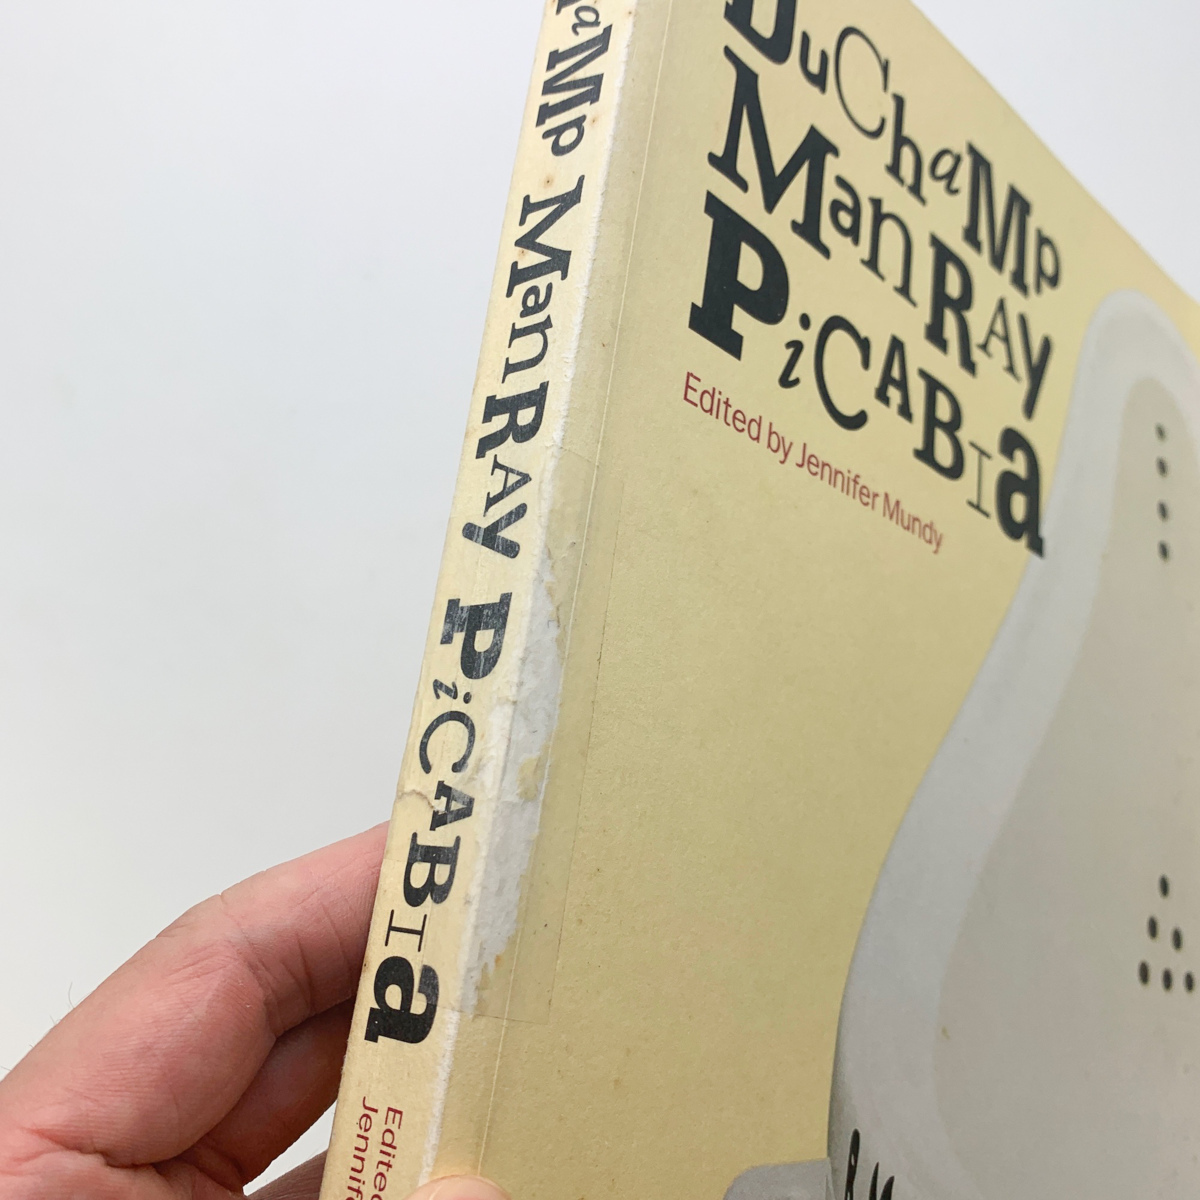 DuChaMp
ManRAy
PiCABIa
Edited by Jennifer Mundy
aMp ManRAy PiCABIa
Edited
Jennif